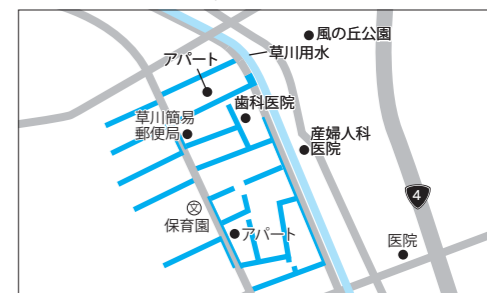 風の丘公園
草川用水
アパート
歯科医院
草川簡易
郵便局
産婦人科
医院
4
文
保育園
アパート
医院